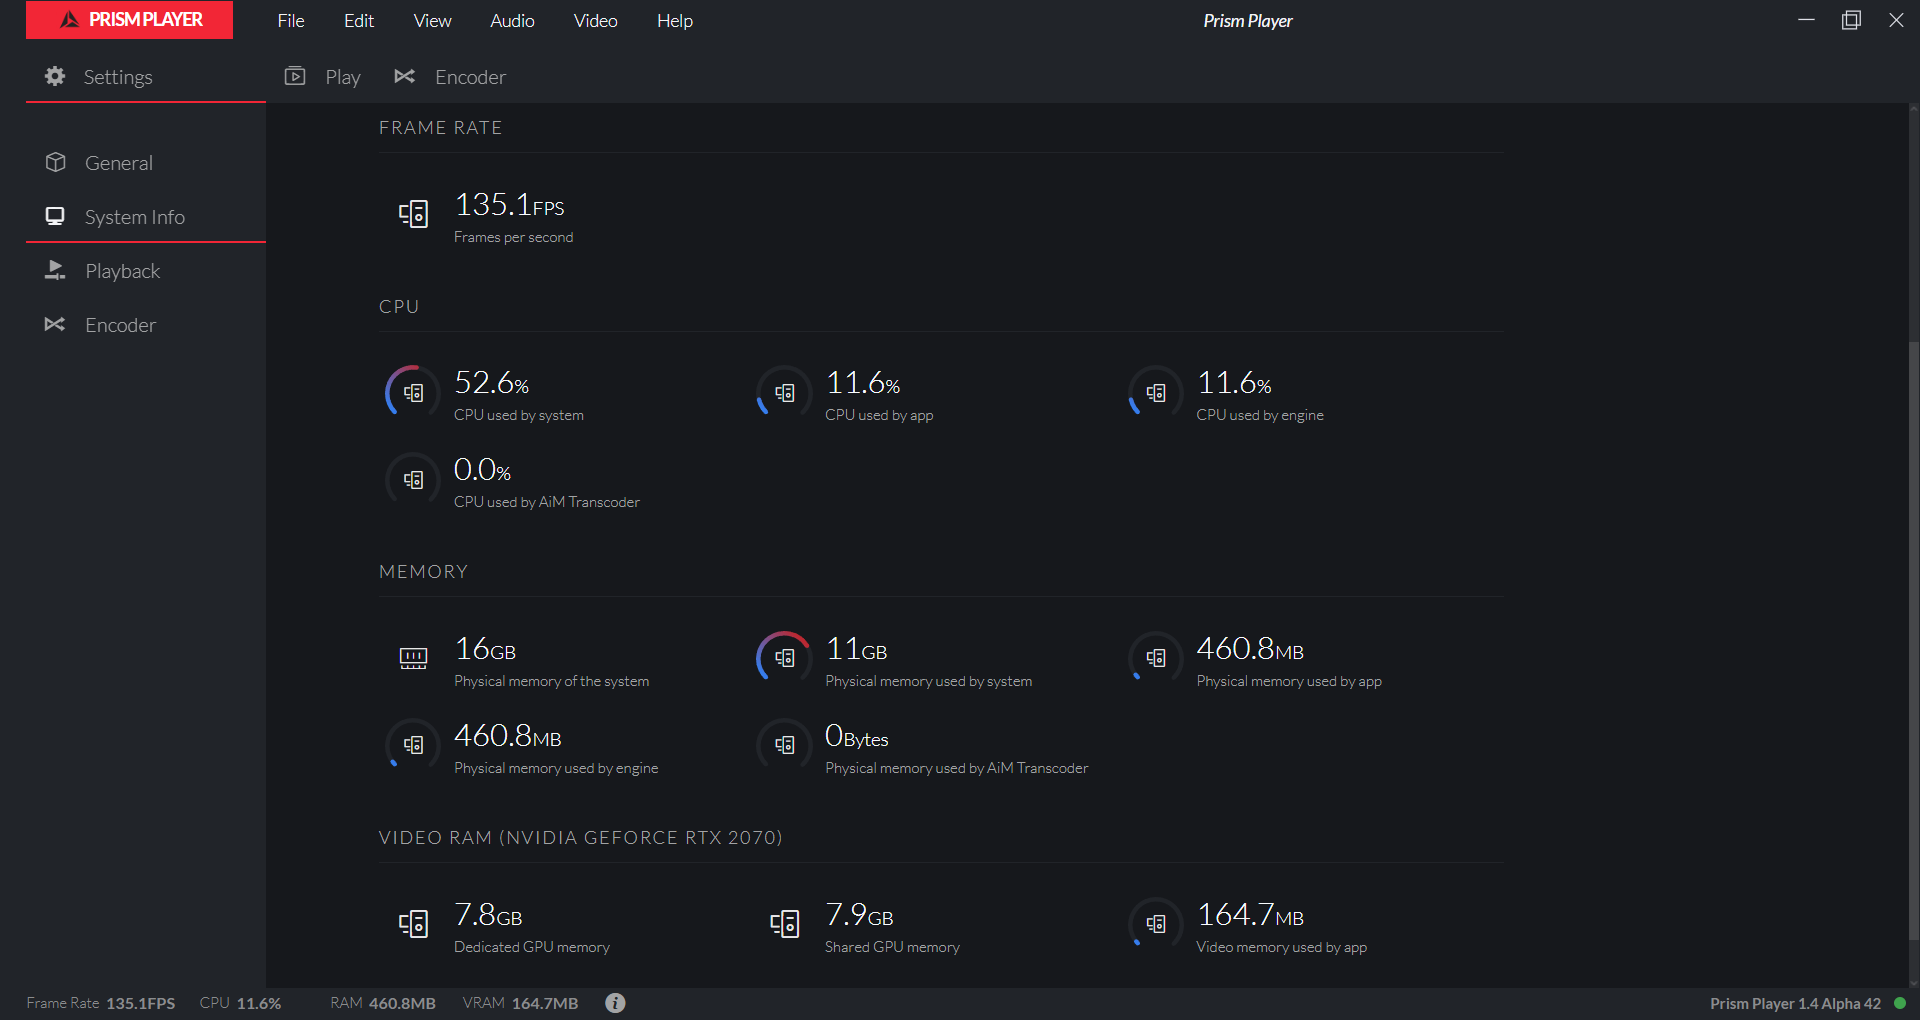 PRISM PLAYER File Edit View Audio Video Help Prism Player
Settings Play Encoder
General
System Info
Playback
Encoder
FRAME RATE
135.1FPS
Frames per second
CPU
52.6% 11.6% 11.6%
CPU used by system CPU used by app CPU used by engine
0.0%
CPU used by AiM Transcoder
MEMORY
16GB 11GB 460.8MB
Physical memory of the system Physical memory used by system Physical memory used by app
460.8MB 0Bytes
Physical memory used by engine Physical memory used by AiM Transcoder
VIDEO RAM (NVIDIA GEFORCE RTX 2070)
7.8GB 7.9GB 164.7MB
Dedicated GPU memory Shared GPU memory Video memory used by app
Frame Rate 135.1FPS CPU 11.6% RAM 460.8MB VRAM 164.7MB i Prism Player 1.4 Alpha 42